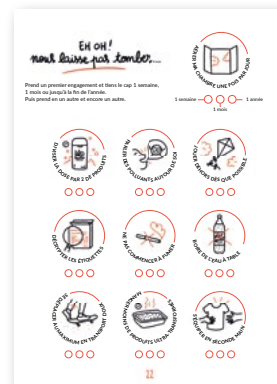 EH OH!
nous laisse pas tomber....
AÉRER MA CHAMBRE UNE FOIS PAR JOUR
Prend un premier engagement et tiens le cap 1 semaine,
1 mois ou jusqu'à la fin de l'année.
Puis prend en un autre et encore un autre.
1 semaine
1 année
1 mois
DIVISER LA DOSE PAR 2 DE PRODUITS
PARLER DES POLLUANTS AUTOUR DE SOI
JOUER DEHORS DÈS QUE POSSIBLE
DÉCRYPTER LES ÉTIQUETTES
NE PAS COMMENCER À FUMER
BOIRE DE L'EAU À TABLE
SE DÉPLACER AU MAXIMUM EN TRANSPORT DOUX
MANGER MOINS DE PRODUITS ULTRA TRANSFORMÉS
S'ÉQUIPER EN SECONDE MAIN
22